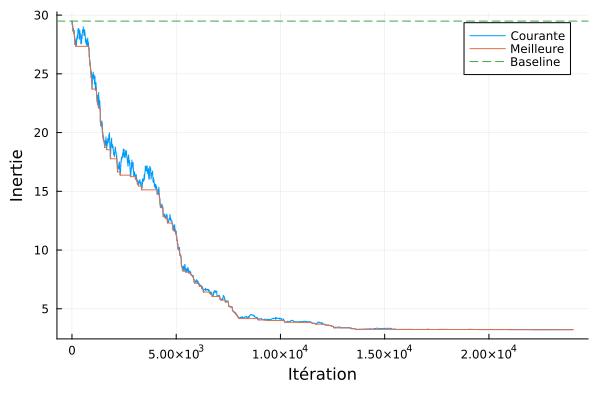 30
25
20
15
10
5
Inertie
Courante
Meilleure
Baseline
0 5.00×10³ 1.00×10⁴ 1.50×10⁴ 2.00×10⁴
Itération